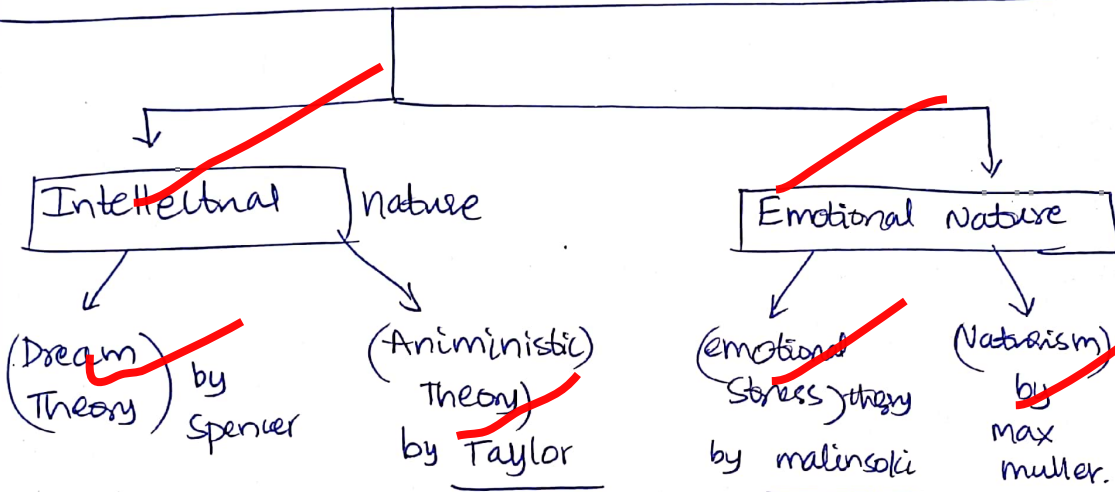 Intellectual nature
Emotional Nature
(Dream Theory) by Spencer
(Aniministic) Theory) by Taylor
(emotional stress) theory by malinsoki
(Naturism) by max muller.